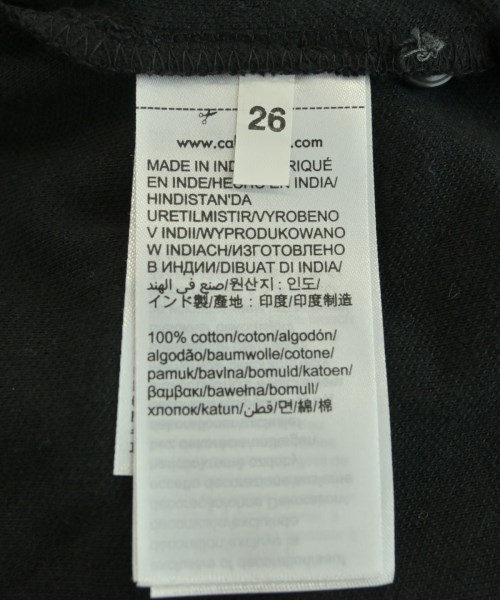 26
www.cal .com
MADE IN IND RIQUÉ
EN INDE/HECHO EN INDIA/
HINDISTAN'DA
URETILMISTIR/VYROBENO
V INDII/WYPRODUKOWANO
W INDIACH/ИЗГОТОВЛЕНО
В ИНДИИ/DIBUAT DI INDIA/
صنع في الهند/원산지 : 인도/
インド製/產地 : 印度/印度制造
100% cotton/coton/algodón/
algodão/baumwolle/cotone/
pamuk/bavlna/bomuld/katoen/
βαμβακι/bawełna/bomull/
хлопок/katun/قطن/면/綿/棉